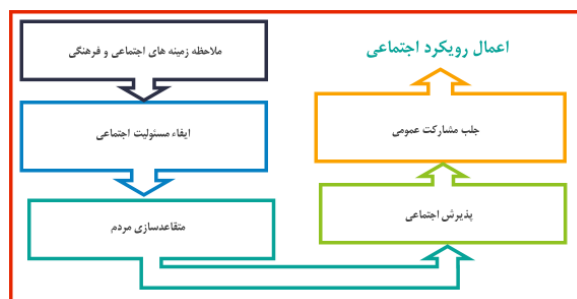 ملاحظه زمینه های اجتماعی و فرهنگی
ایفاء مسئولیت اجتماعی
متقاعدسازی مردم
پذیرش اجتماعی
جلب مشارکت عمومی
اعمال رویکرد اجتماعی